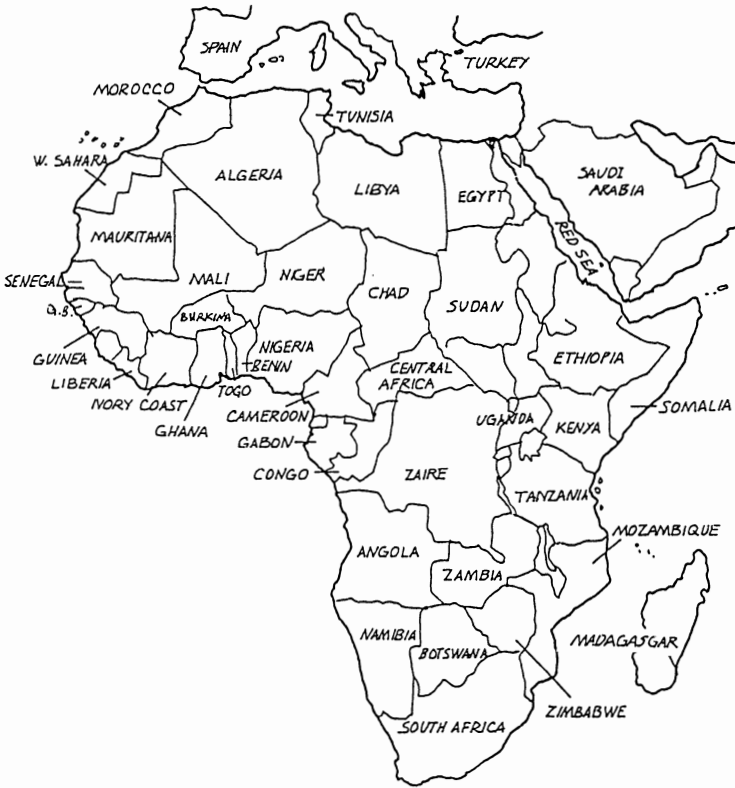 SPAIN
TURKEY
MOROCCO
TUNISIA
W. SAHARA
ALGERIA
LIBYA
EGYPT
SAUDI
ARABIA
MAURITANA
RED SEA
SENEGAL
MALI
NIGER
CHAD
SUDAN
G.B.
BURKINA
GUINEA
NIGERIA
BENIN
ETHIOPIA
LIBERIA
IVORY COAST
TOGO
CENTRAL
AFRICA
GHANA
CAMEROON
UGANDA
KENYA
SOMALIA
GABON
CONGO
ZAIRE
TANZANIA
MOZAMBIQUE
ANGOLA
ZAMBIA
NAMIBIA
BOTSWANA
MADAGASGAR
ZIMBABWE
SOUTH AFRICA